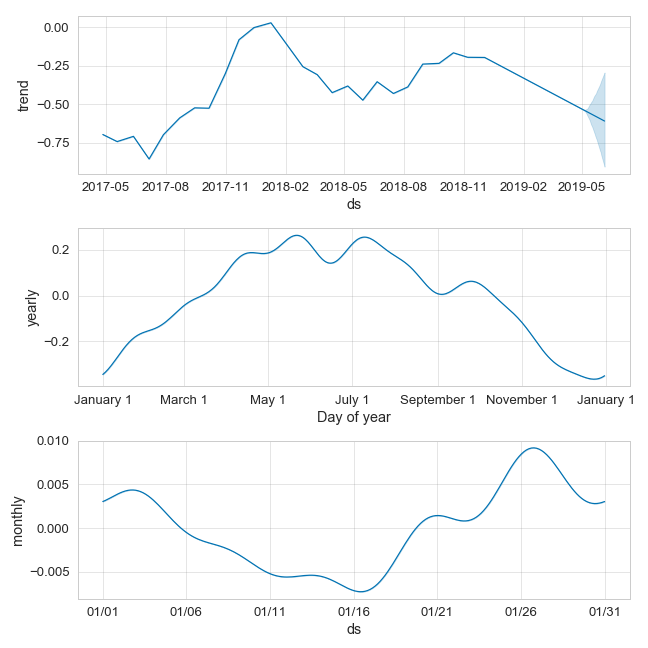 0.00
−0.25
−0.50
−0.75
trend
2017-05 2017-08 2017-11 2018-02 2018-05 2018-08 2018-11 2019-02 2019-05
ds
0.2
0.0
−0.2
yearly
January 1 March 1 May 1 July 1 September 1 November 1 January 1
Day of year
0.010
0.005
0.000
−0.005
monthly
01/01 01/06 01/11 01/16 01/21 01/26 01/31
ds